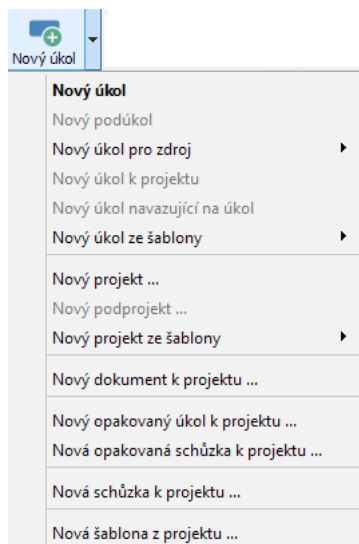 Nový úkol
Nový úkol
Nový podúkol
Nový úkol pro zdroj
Nový úkol k projektu
Nový úkol navazující na úkol
Nový úkol ze šablony
Nový projekt ...
Nový podprojekt ...
Nový projekt ze šablony
Nový dokument k projektu ...
Nový opakovaný úkol k projektu ...
Nová opakovaná schůzka k projektu ...
Nová schůzka k projektu ...
Nová šablona z projektu ...